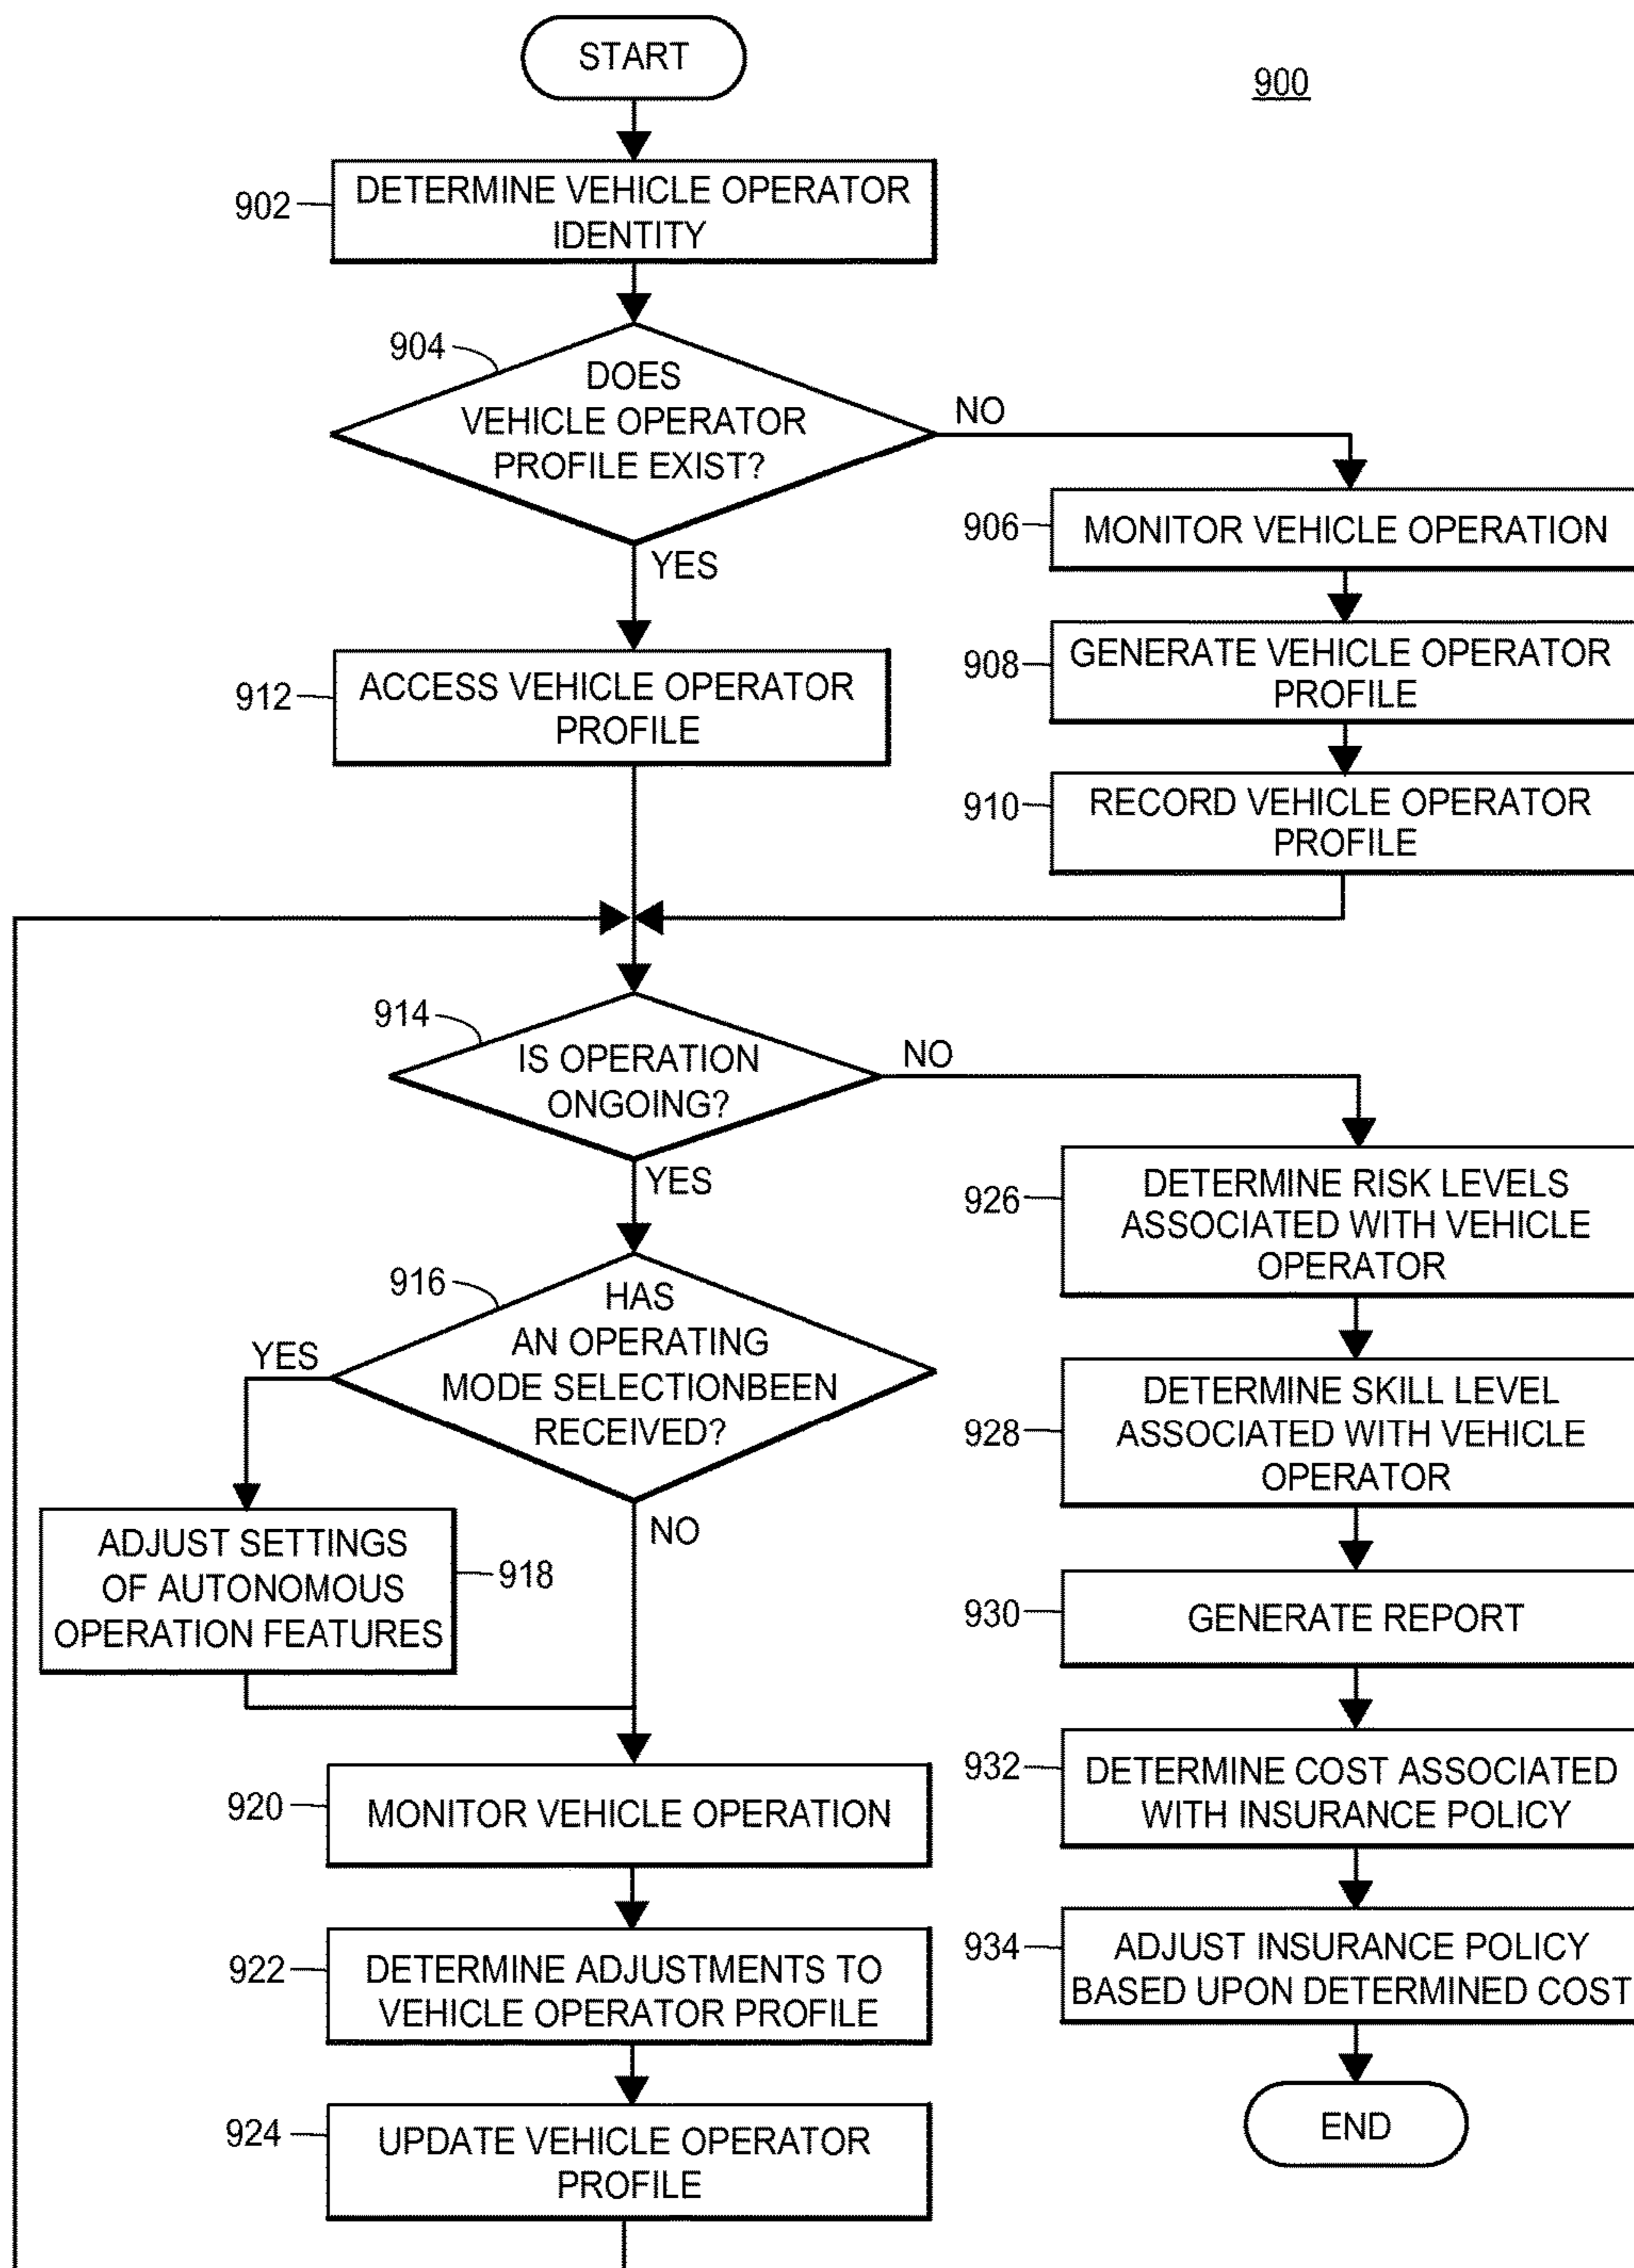 START
900
902
DETERMINE VEHICLE OPERATOR
IDENTITY
904
DOES
VEHICLE OPERATOR
PROFILE EXIST?
NO
YES
906
MONITOR VEHICLE OPERATION
908
GENERATE VEHICLE OPERATOR
PROFILE
910
RECORD VEHICLE OPERATOR
PROFILE
912
ACCESS VEHICLE OPERATOR
PROFILE
914
IS OPERATION
ONGOING?
NO
YES
916
HAS
AN OPERATING
MODE SELECTIONBEEN
RECEIVED?
YES
NO
ADJUST SETTINGS
OF AUTONOMOUS
OPERATION FEATURES
918
920
MONITOR VEHICLE OPERATION
922
DETERMINE ADJUSTMENTS TO
VEHICLE OPERATOR PROFILE
924
UPDATE VEHICLE OPERATOR
PROFILE
926
DETERMINE RISK LEVELS
ASSOCIATED WITH VEHICLE
OPERATOR
928
DETERMINE SKILL LEVEL
ASSOCIATED WITH VEHICLE
OPERATOR
930
GENERATE REPORT
932
DETERMINE COST ASSOCIATED
WITH INSURANCE POLICY
934
ADJUST INSURANCE POLICY
BASED UPON DETERMINED COST
END